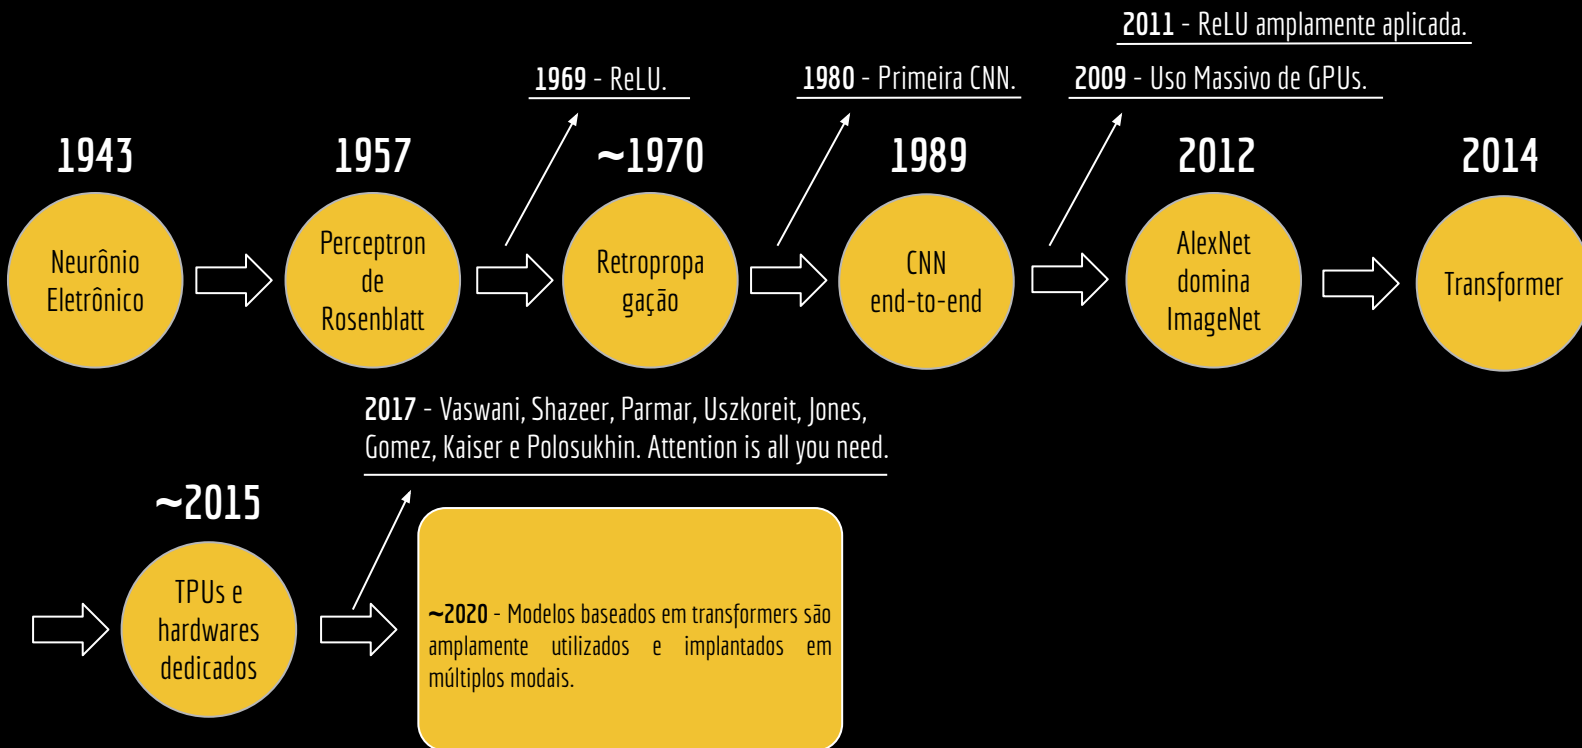 2011 - ReLU amplamente aplicada.
1969 - ReLU.
1980 - Primeira CNN.
2009 - Uso Massivo de GPUs.
1943
1957
~1970
1989
2012
2014
Neurônio
Eletrônico
Perceptron
de
Rosenblatt
Retropropa
gação
CNN
end-to-end
AlexNet
domina
ImageNet
Transformer
2017 - Vaswani, Shazeer, Parmar, Uszkoreit, Jones,
Gomez, Kaiser e Polosukhin. Attention is all you need.
~2015
TPUs e
hardwares
dedicados
~2020 - Modelos baseados em transformers são
amplamente utilizados e implantados em
múltiplos modais.